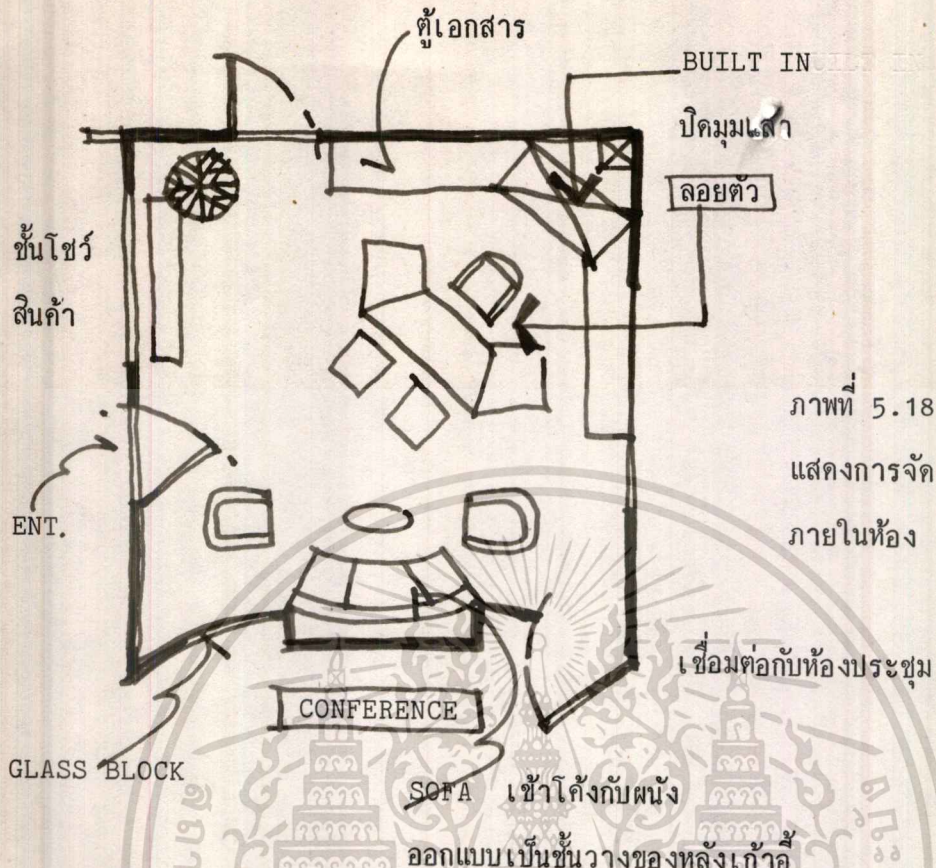 ตู้เอกสาร
BUILT IN
ปิดมุมเสา
ลอยตัว
ชั้นโชว์
สินค้า
ภาพที่ 5.18
แสดงการจัด
ภายในห้อง
ENT.
เชื่อมต่อกับห้องประชุม
CONFERENCE
GLASS BLOCK
SOFA เข้าโค้งกับผนัง
ออกแบบเป็นชั้นวางของหลังเก้าอี้